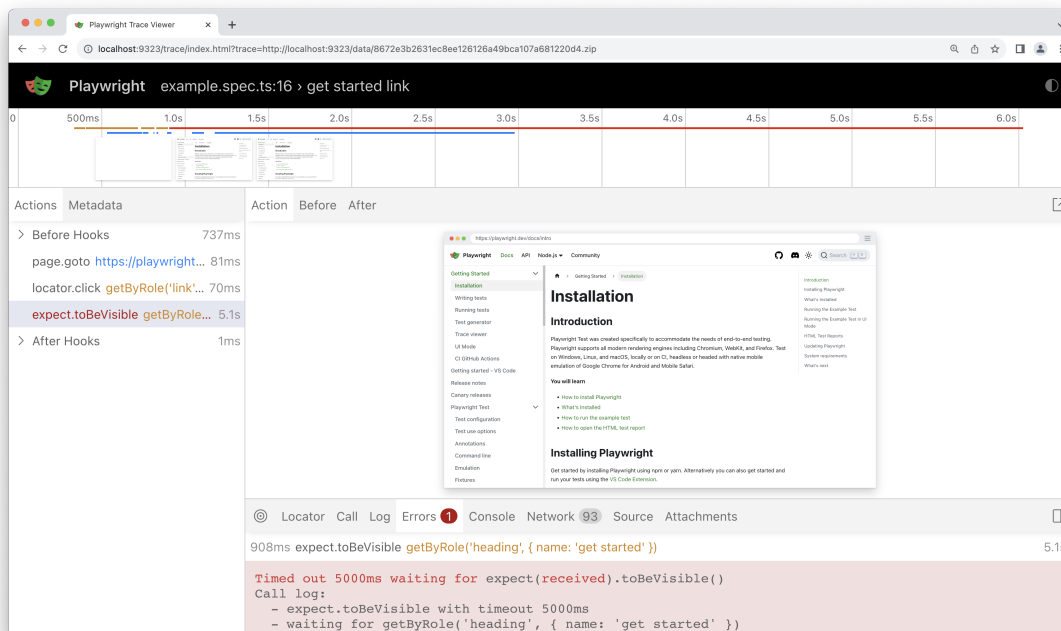 Playwright Trace Viewer
localhost:9323/trace/index.html?trace=http://localhost:9323/data/8672e3b2631ec8ee126126a49bca107a681220d4.zip
Playwright example.spec.ts:16 › get started link
0 500ms 1.0s 1.5s 2.0s 2.5s 3.0s 3.5s 4.0s 4.5s 5.0s 5.5s 6.0s
Actions Metadata
Before Hooks 737ms
page.goto https://playwright... 81ms
locator.click getByRole('link'... 70ms
expect.toBeVisible getByRole... 5.1s
After Hooks 1ms
Action Before After
https://playwright.dev/docs/intro
Playwright Docs API Node.js Community
Search
Getting Started
Installation
Writing tests
Running tests
Test generator
Trace viewer
UI Mode
CI GitHub Actions
Getting started - VS Code
Release notes
Canary releases
Playwright Test
Test configuration
Test use options
Annotations
Command line
Emulation
Fixtures
Getting Started › Installation
Installation
Introduction
Playwright Test was created specifically to accommodate the needs of end-to-end testing.
Playwright supports all modern rendering engines including Chromium, WebKit, and Firefox. Test
on Windows, Linux, and macOS, locally or on CI, headless or headed with native mobile
emulation of Google Chrome for Android and Mobile Safari.
You will learn
• How to install Playwright
• What's Installed
• How to run the example test
• How to open the HTML test report
Installing Playwright
Get started by installing Playwright using npm or yarn. Alternatively you can also get started and
run your tests using the VS Code Extension.
Introduction
Installing Playwright
What's Installed
Running the Example Test
Running the Example Test in UI
Mode
HTML Test Reports
Updating Playwright
System requirements
What's next
Locator Call Log Errors 1 Console Network 93 Source Attachments
908ms expect.toBeVisible getByRole('heading', { name: 'get started' }) 5.1s
Timed out 5000ms waiting for expect(received).toBeVisible()
Call log:
- expect.toBeVisible with timeout 5000ms
- waiting for getByRole('heading', { name: 'get started' })